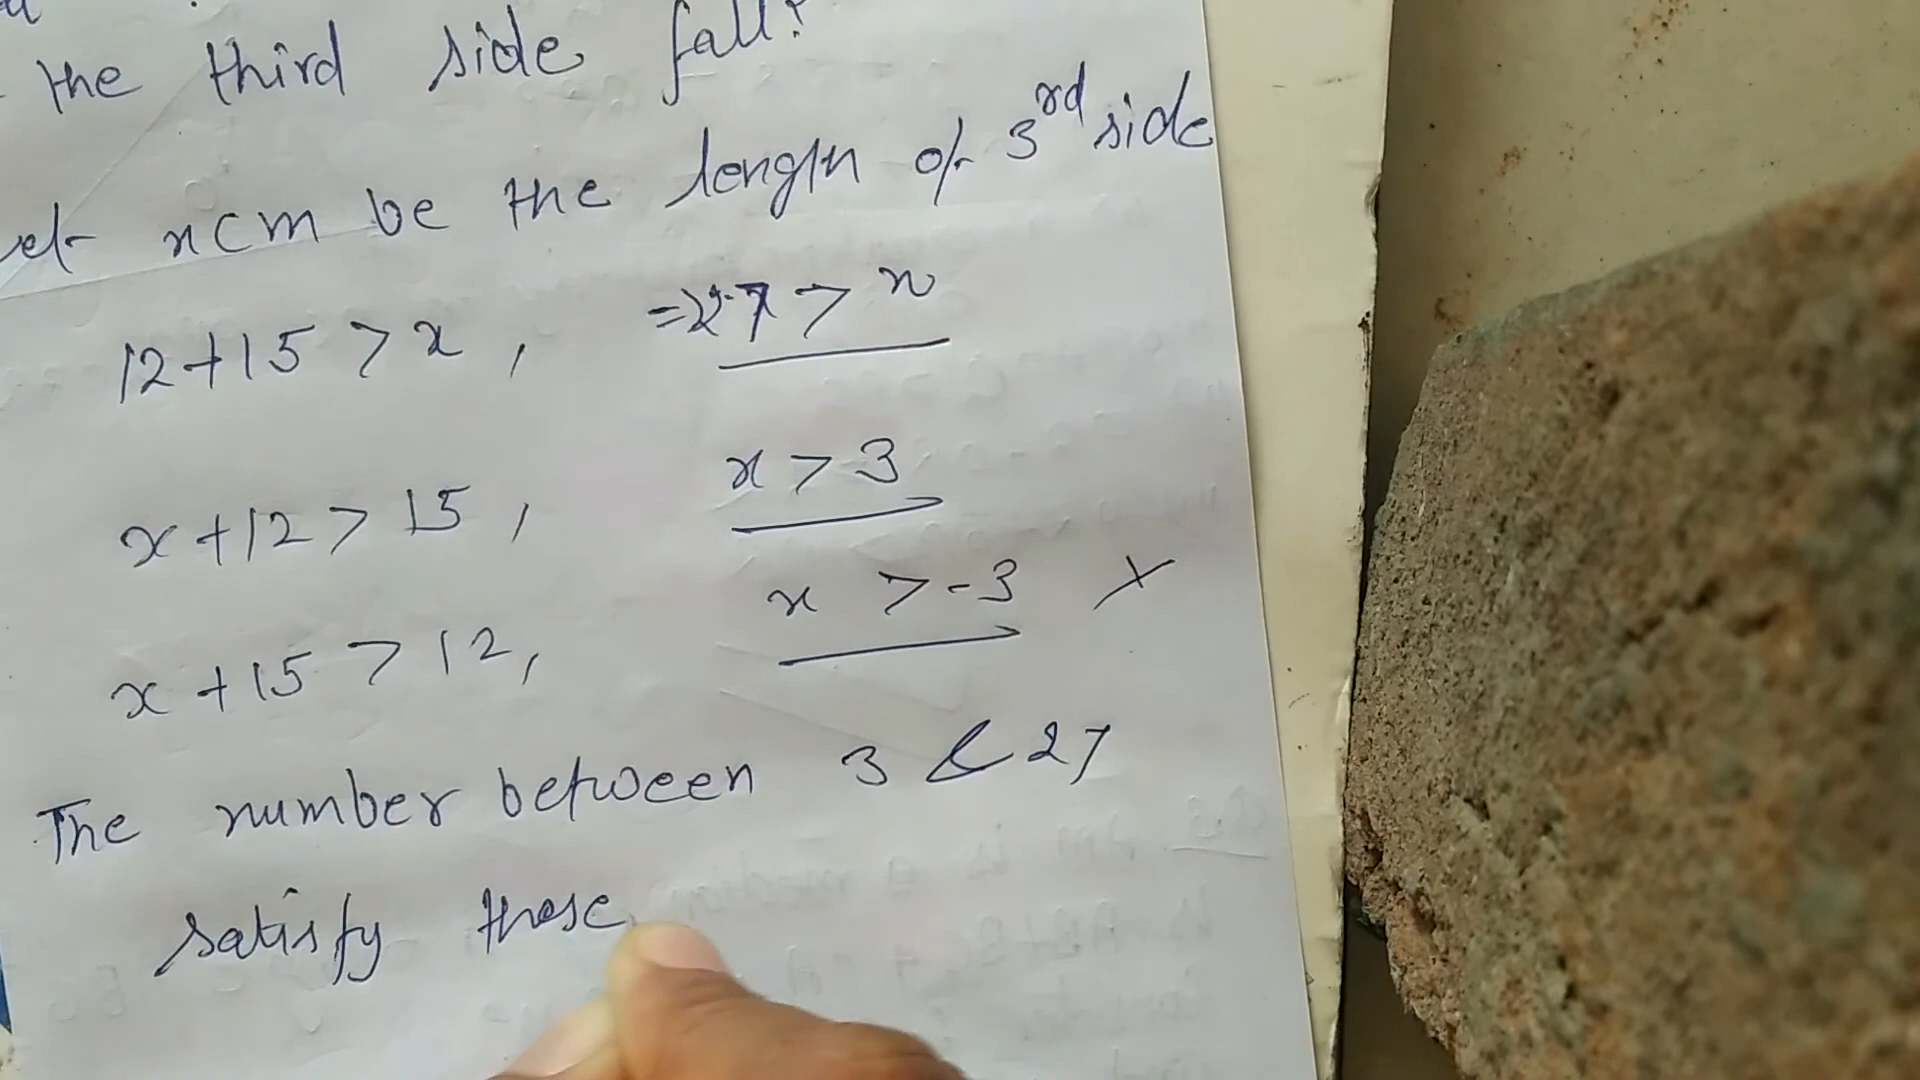 the third side fall?
let x cm be the length of 3rd side
12+15 > x, => 27 > x
x+12 > 15, x > 3
x+15 > 12, x > -3 ×
The number between 3 & 27
satisfy these